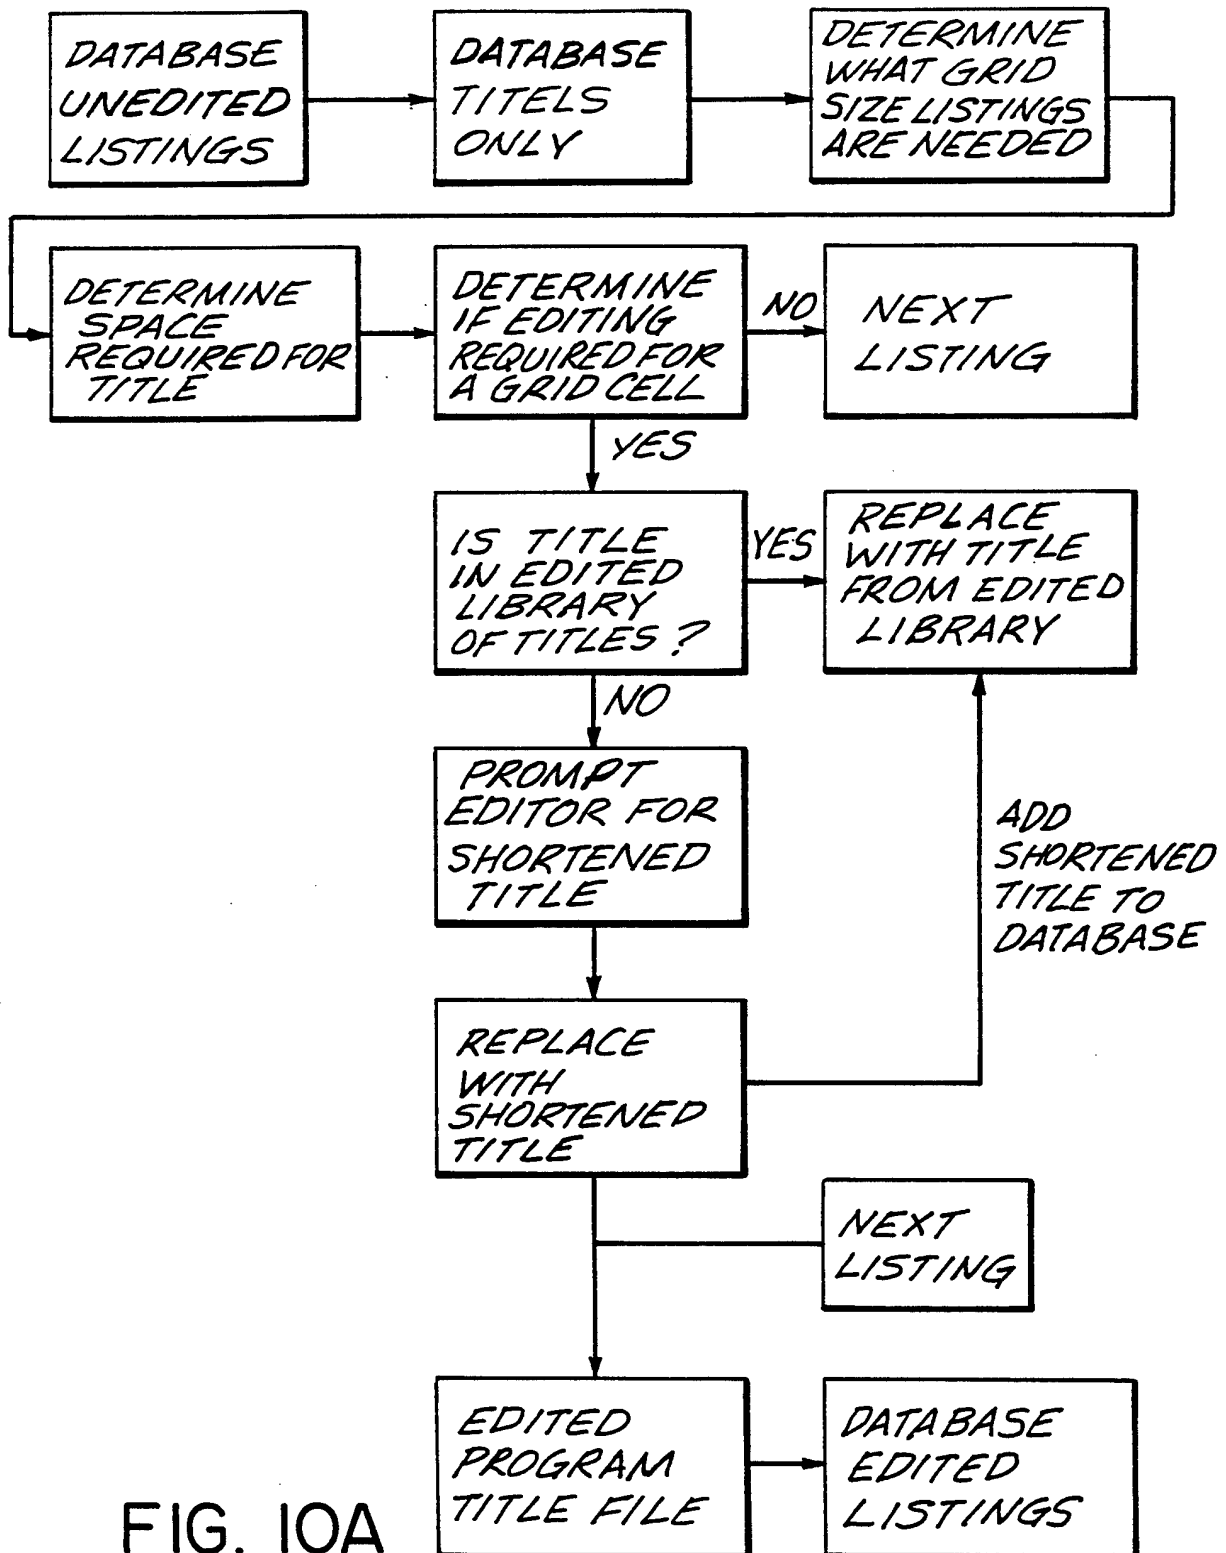 DATABASE
UNEDITED
LISTINGS
DATABASE
TITELS
ONLY
DETERMINE
WHAT GRID
SIZE LISTINGS
ARE NEEDED
DETERMINE
SPACE
REQUIRED FOR
TITLE
DETERMINE
IF EDITING
REQUIRED FOR
A GRID CELL
NO
NEXT
LISTING
YES
IS TITLE
IN EDITED
LIBRARY
OF TITLES?
YES
REPLACE
WITH TITLE
FROM EDITED
LIBRARY
NO
PROMPT
EDITOR FOR
SHORTENED
TITLE
ADD
SHORTENED
TITLE TO
DATABASE
REPLACE
WITH
SHORTENED
TITLE
NEXT
LISTING
EDITED
PROGRAM
TITLE FILE
DATABASE
EDITED
LISTINGS
FIG. 10A